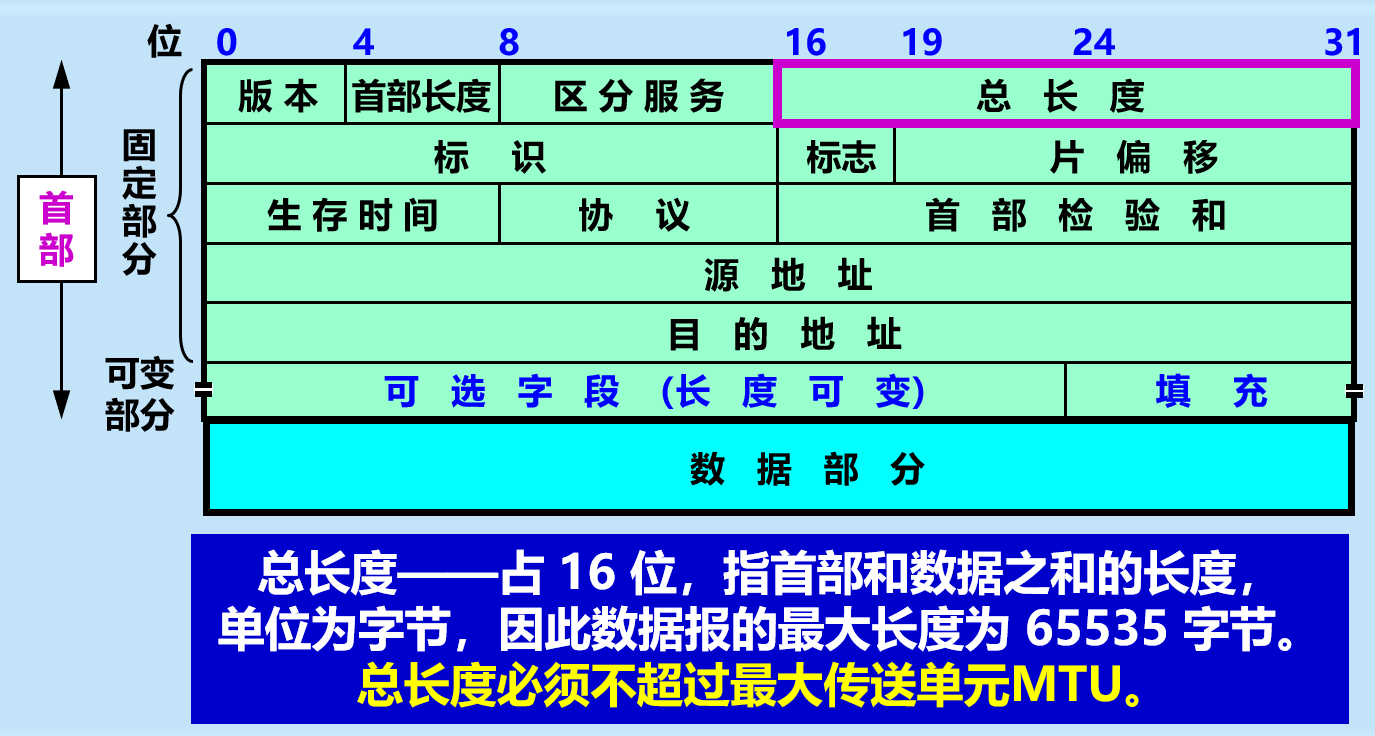 位 0 4 8 16 19 24 31
版本 首部长度 区分服务 总长度
标识 标志 片偏移
生存时间 协议 首部检验和
源地址
目的地址
可选字段 (长度可变) 填充
数据部分
首部
固定部分
可变
部分
总长度——占 16 位，指首部和数据之和的长度，
单位为字节，因此数据报的最大长度为 65535 字节。
总长度必须不超过最大传送单元MTU。